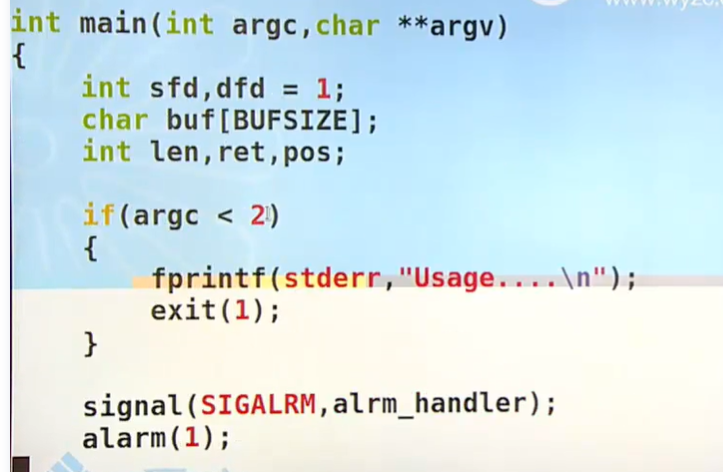 int main(int argc,char **argv)
{
    int sfd,dfd = 1;
    char buf[BUFSIZE];
    int len,ret,pos;

    if(argc < 2)
    {
        fprintf(stderr,"Usage....\n");
        exit(1);
    }

    signal(SIGALRM,alrm_handler);
    alarm(1);